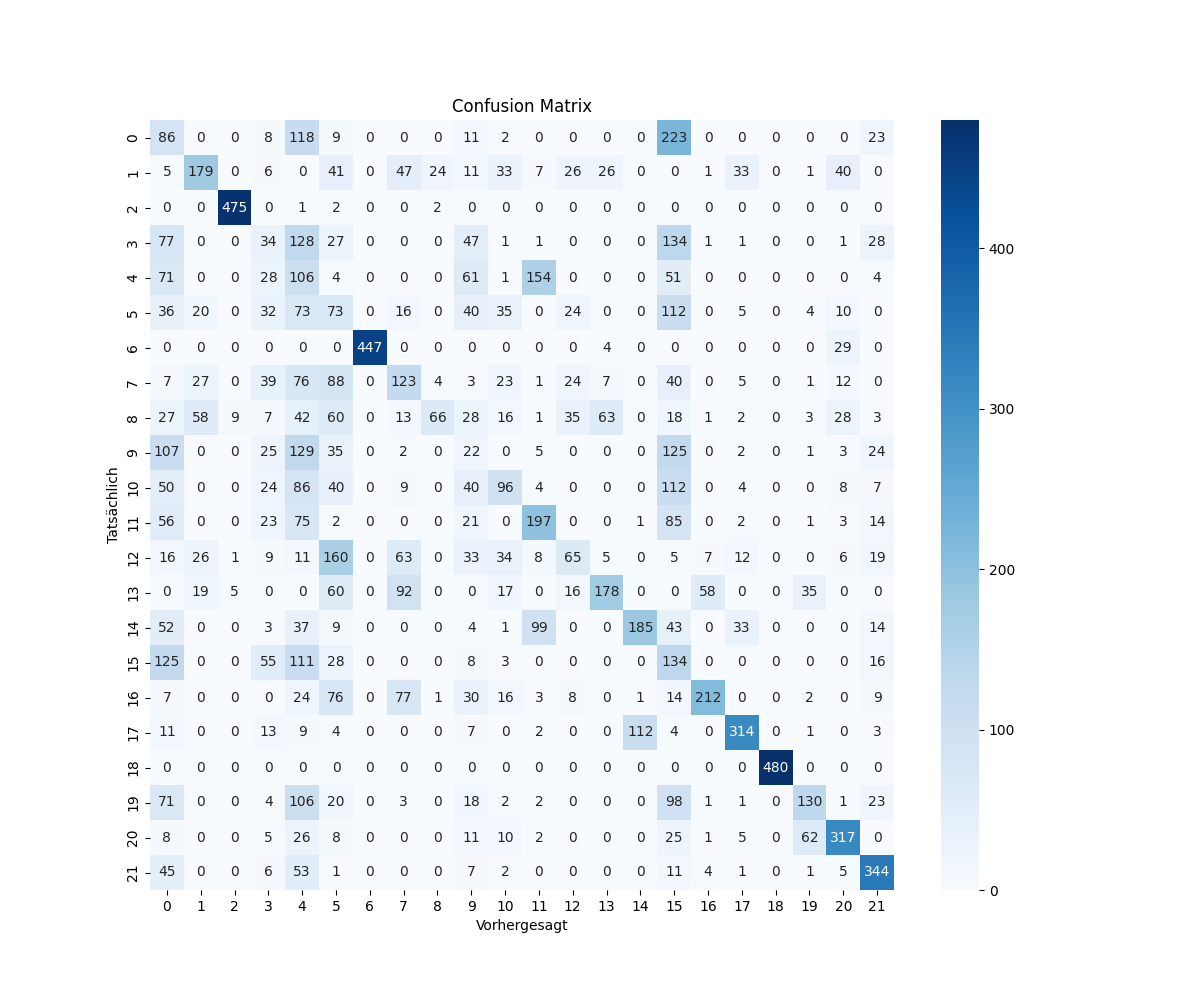 Confusion Matrix
0 86 0 0 8 118 9 0 0 0 11 2 0 0 0 0 223 0 0 0 0 0 23
1 5 179 0 6 0 41 0 47 24 11 33 7 26 26 0 0 1 33 0 1 40 0
2 0 0 475 0 1 2 0 0 2 0 0 0 0 0 0 0 0 0 0 0 0 0
3 77 0 0 34 128 27 0 0 0 47 1 1 0 0 0 134 1 1 0 0 1 28
4 71 0 0 28 106 4 0 0 0 61 1 154 0 0 0 51 0 0 0 0 0 4
5 36 20 0 32 73 73 0 16 0 40 35 0 24 0 0 112 0 5 0 4 10 0
6 0 0 0 0 0 0 447 0 0 0 0 0 0 4 0 0 0 0 0 0 29 0
7 7 27 0 39 76 88 0 123 4 3 23 1 24 7 0 40 0 5 0 1 12 0
8 27 58 9 7 42 60 0 13 66 28 16 1 35 63 0 18 1 2 0 3 28 3
9 107 0 0 25 129 35 0 2 0 22 0 5 0 0 0 125 0 2 0 1 3 24
10 50 0 0 24 86 40 0 9 0 40 96 4 0 0 0 112 0 4 0 0 8 7
11 56 0 0 23 75 2 0 0 0 21 0 197 0 0 1 85 0 2 0 1 3 14
12 16 26 1 9 11 160 0 63 0 33 34 8 65 5 0 5 7 12 0 0 6 19
13 0 19 5 0 0 60 0 92 0 0 17 0 16 178 0 0 58 0 0 35 0 0
14 52 0 0 3 37 9 0 0 0 4 1 99 0 0 185 43 0 33 0 0 0 14
15 125 0 0 55 111 28 0 0 0 8 3 0 0 0 0 134 0 0 0 0 0 16
16 7 0 0 0 24 76 0 77 1 30 16 3 8 0 1 14 212 0 0 2 0 9
17 11 0 0 13 9 4 0 0 0 7 0 2 0 0 112 4 0 314 0 1 0 3
18 0 0 0 0 0 0 0 0 0 0 0 0 0 0 0 0 0 0 480 0 0 0
19 71 0 0 4 106 20 0 3 0 18 2 2 0 0 0 98 1 1 0 130 1 23
20 8 0 0 5 26 8 0 0 0 11 10 2 0 0 0 25 1 5 0 62 317 0
21 45 0 0 6 53 1 0 0 0 7 2 0 0 0 0 11 4 1 0 1 5 344
0 1 2 3 4 5 6 7 8 9 10 11 12 13 14 15 16 17 18 19 20 21
Vorhergesagt
Tatsächlich
400
300
200
100
0